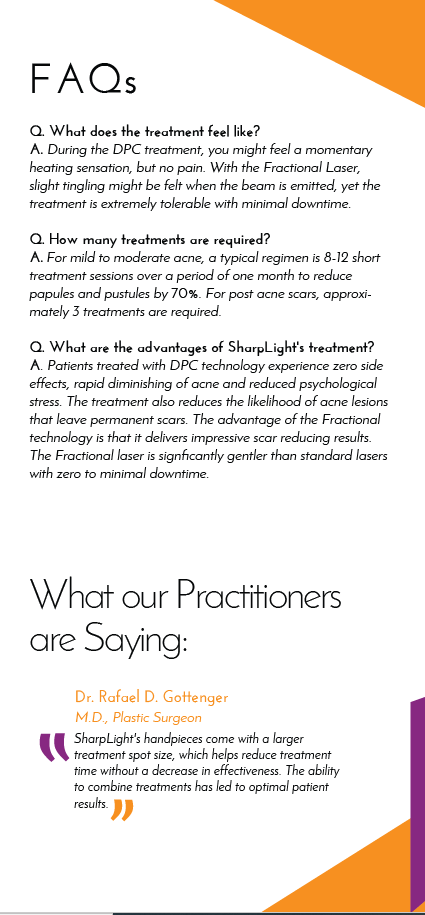 FAQs
Q. What does the treatment feel like?
A. During the DPC treatment, you might feel a momentary
heating sensation, but no pain. With the Fractional Laser,
slight tingling might be felt when the beam is emitted, yet the
treatment is extremely tolerable with minimal downtime.
Q. How many treatments are required?
A. For mild to moderate acne, a typical regimen is 8-12 short
treatment sessions over a period of one month to reduce
papules and pustules by 70%. For post acne scars, approxi-
mately 3 treatments are required.
Q. What are the advantages of SharpLight's treatment?
A. Patients treated with DPC technology experience zero side
effects, rapid diminishing of acne and reduced psychological
stress. The treatment also reduces the likelihood of acne lesions
that leave permanent scars. The advantage of the Fractional
technology is that it delivers impressive scar reducing results.
The Fractional laser is signficantly gentler than standard lasers
with zero to minimal downtime.
What our Practitioners
are Saying:
Dr. Rafael D. Gottenger
M.D., Plastic Surgeon
“SharpLight's handpieces come with a larger
treatment spot size, which helps reduce treatment
time without a decrease in effectiveness. The ability
to combine treatments has led to optimal patient
results.”